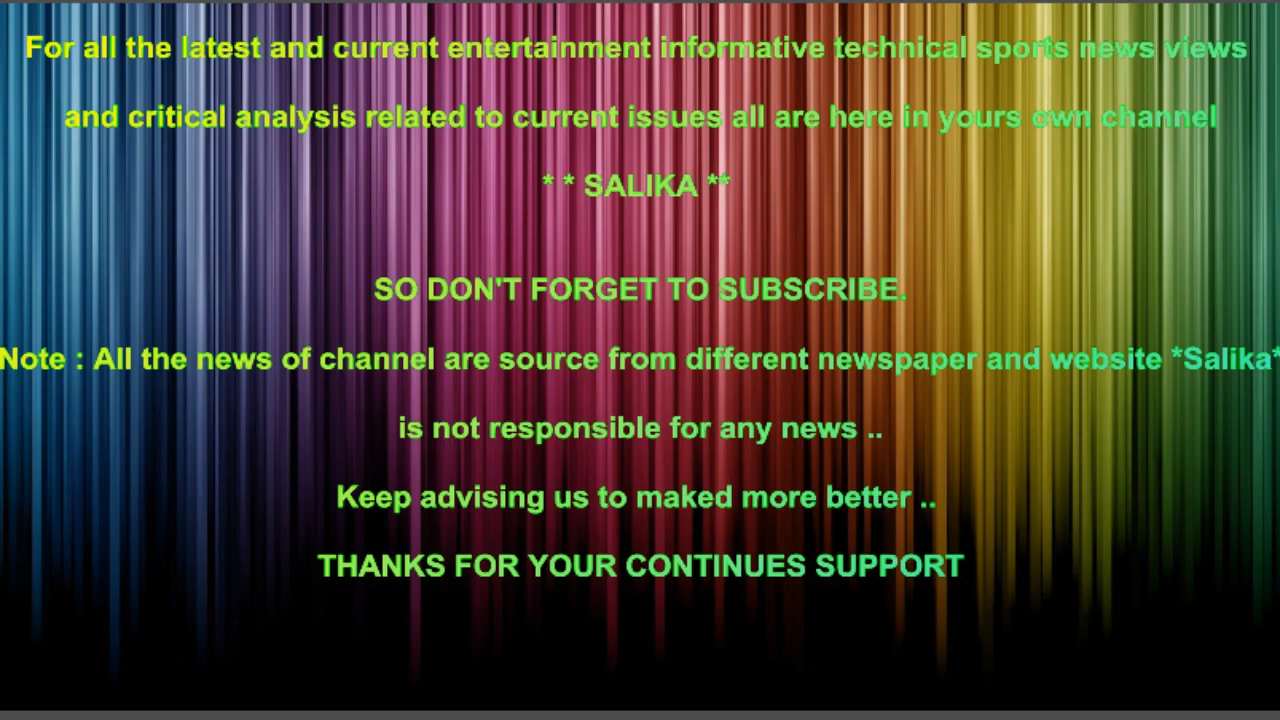 For all the latest and current entertainment informative technical sports news views
and critical analysis related to current issues all are here in yours own channel
* * SALIKA **
SO DON'T FORGET TO SUBSCRIBE.
Note : All the news of channel are source from different newspaper and website *Salika*
is not responsible for any news ..
Keep advising us to maked more better ..
THANKS FOR YOUR CONTINUES SUPPORT